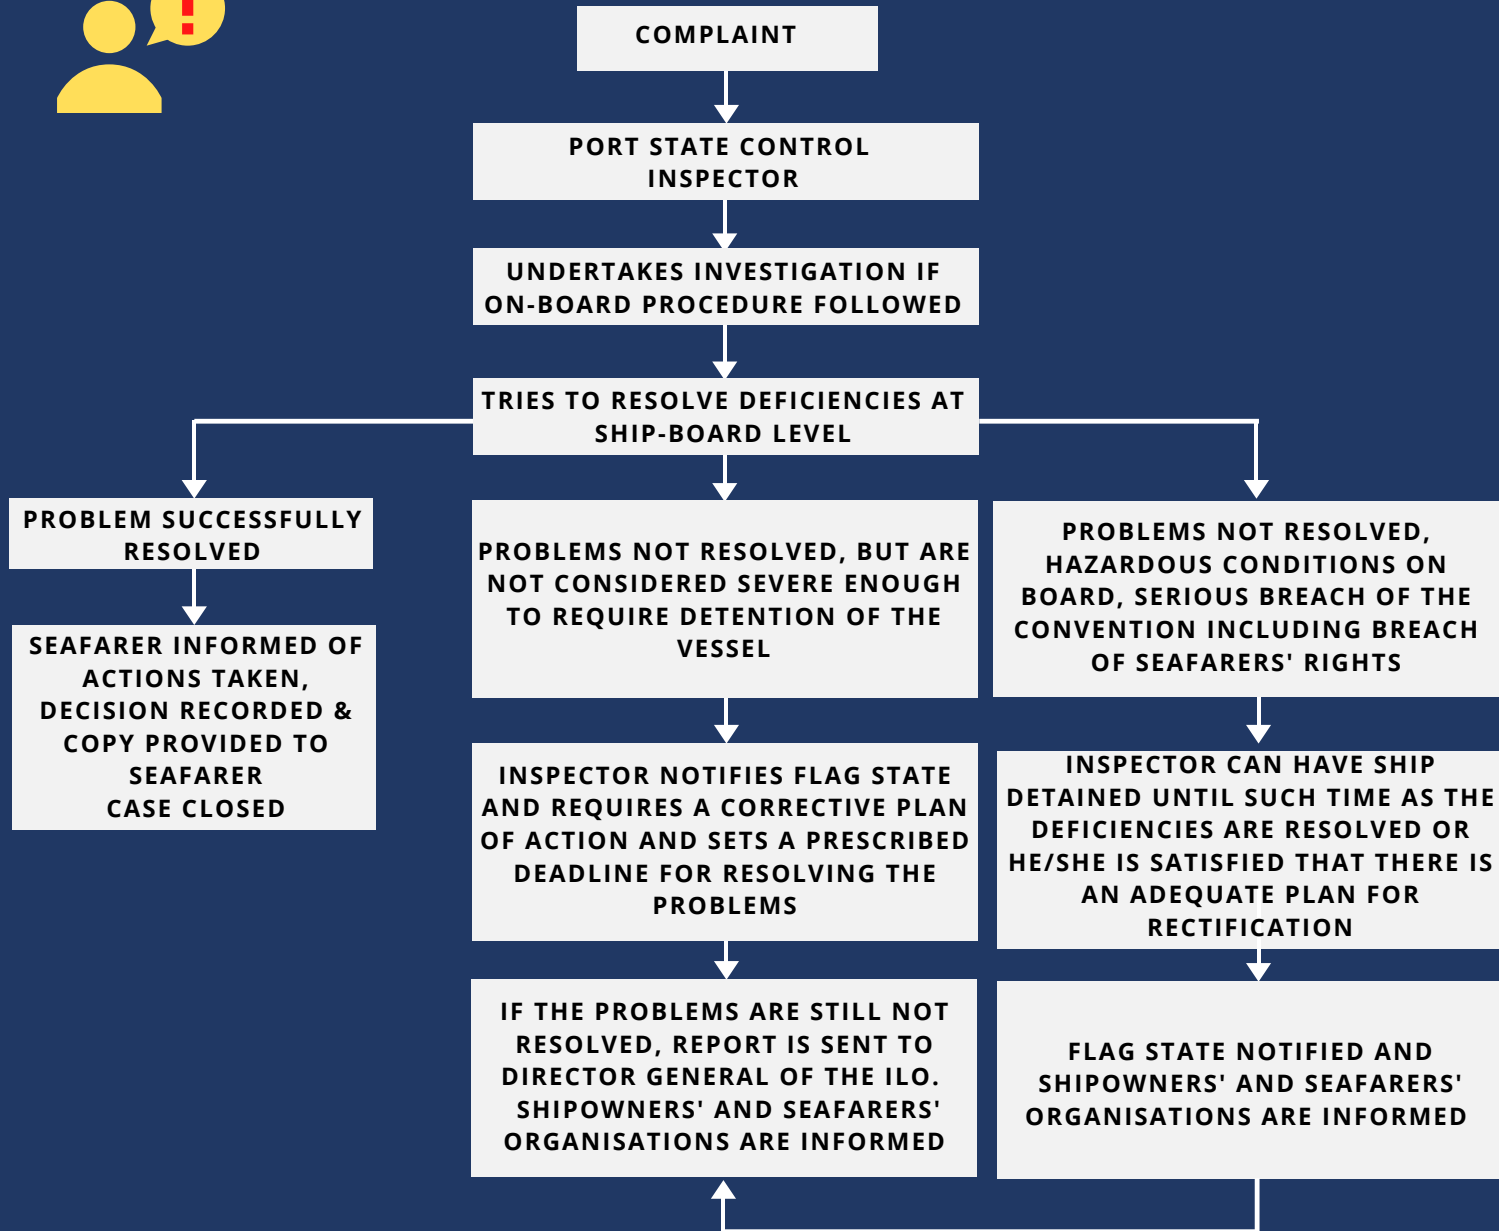 !
COMPLAINT
PORT STATE CONTROL
INSPECTOR
UNDERTAKES INVESTIGATION IF
ON-BOARD PROCEDURE FOLLOWED
TRIES TO RESOLVE DEFICIENCIES AT
SHIP-BOARD LEVEL
PROBLEM SUCCESSFULLY
RESOLVED
SEAFARER INFORMED OF
ACTIONS TAKEN,
DECISION RECORDED &
COPY PROVIDED TO
SEAFARER
CASE CLOSED
PROBLEMS NOT RESOLVED, BUT ARE
NOT CONSIDERED SEVERE ENOUGH
TO REQUIRE DETENTION OF THE
VESSEL
INSPECTOR NOTIFIES FLAG STATE
AND REQUIRES A CORRECTIVE PLAN
OF ACTION AND SETS A PRESCRIBED
DEADLINE FOR RESOLVING THE
PROBLEMS
IF THE PROBLEMS ARE STILL NOT
RESOLVED, REPORT IS SENT TO
DIRECTOR GENERAL OF THE ILO.
SHIPOWNERS' AND SEAFARERS'
ORGANISATIONS ARE INFORMED
PROBLEMS NOT RESOLVED,
HAZARDOUS CONDITIONS ON
BOARD, SERIOUS BREACH OF THE
CONVENTION INCLUDING BREACH
OF SEAFARERS' RIGHTS
INSPECTOR CAN HAVE SHIP
DETAINED UNTIL SUCH TIME AS THE
DEFICIENCIES ARE RESOLVED OR
HE/SHE IS SATISFIED THAT THERE IS
AN ADEQUATE PLAN FOR
RECTIFICATION
FLAG STATE NOTIFIED AND
SHIPOWNERS' AND SEAFARERS'
ORGANISATIONS ARE INFORMED